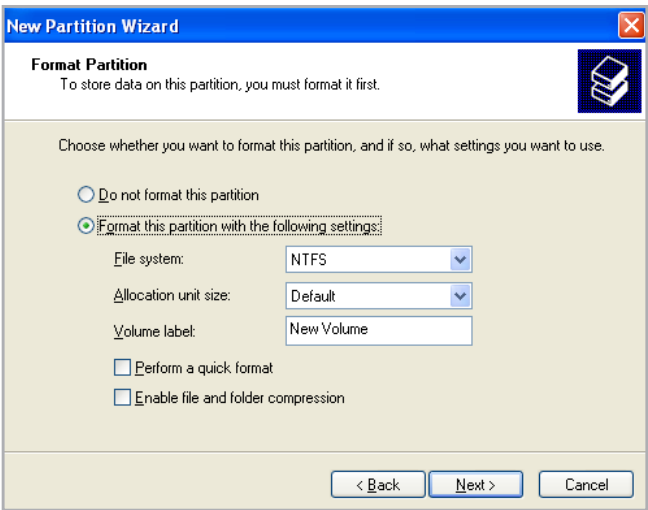 New Partition Wizard
Format Partition
To store data on this partition, you must format it first.
Choose whether you want to format this partition, and if so, what settings you want to use.
Do not format this partition
Format this partition with the following settings:
File system:
NTFS
Allocation unit size:
Default
Volume label:
New Volume
Perform a quick format
Enable file and folder compression
< Back
Next >
Cancel